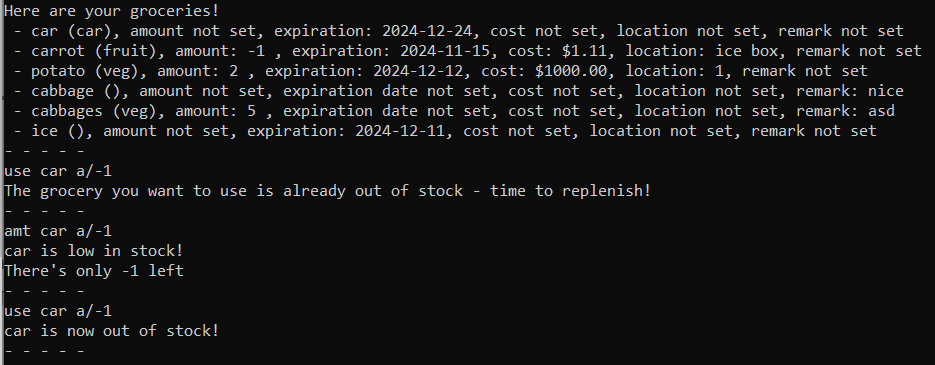 Here are your groceries!
 - car (car), amount not set, expiration: 2024-12-24, cost not set, location not set, remark not set
 - carrot (fruit), amount: -1 , expiration: 2024-11-15, cost: $1.11, location: ice box, remark not set
 - potato (veg), amount: 2 , expiration: 2024-12-12, cost: $1000.00, location: 1, remark not set
 - cabbage (), amount not set, expiration date not set, cost not set, location not set, remark: nice
 - cabbages (veg), amount: 5 , expiration date not set, cost not set, location not set, remark: asd
 - ice (), amount not set, expiration: 2024-12-11, cost not set, location not set, remark not set
- - - - -
use car a/-1
The grocery you want to use is already out of stock - time to replenish!
- - - - -
amt car a/-1
car is low in stock!
There's only -1 left
- - - - -
use car a/-1
car is now out of stock!
- - - - -